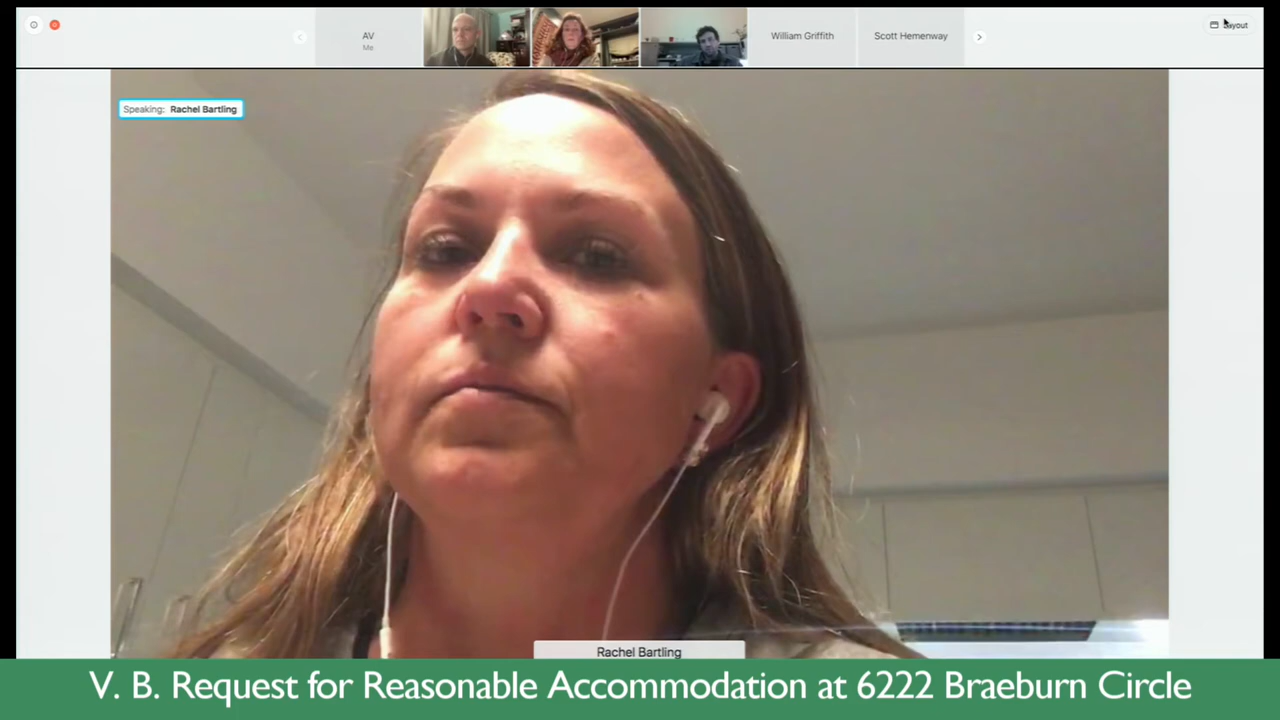 AV
Me
William Griffith
Scott Hemenway
Layout
Speaking: Rachel Bartling
Rachel Bartling
V. B. Request for Reasonable Accommodation at 6222 Braeburn Circle